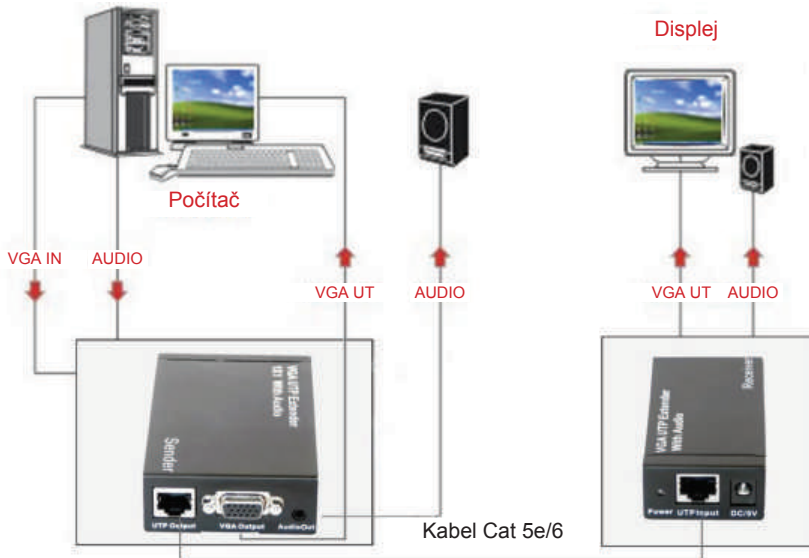 Displej
Počítač
VGA IN
AUDIO
VGA UT
AUDIO
VGA UT
AUDIO
VGA UTP Extender
1X1 With Audio
Sender
UTP Output
VGA Output
AudioOut
Receiver
VGA UTP Extender
With Audio
Power
UTP Input
DC/5V
Kabel Cat 5e/6